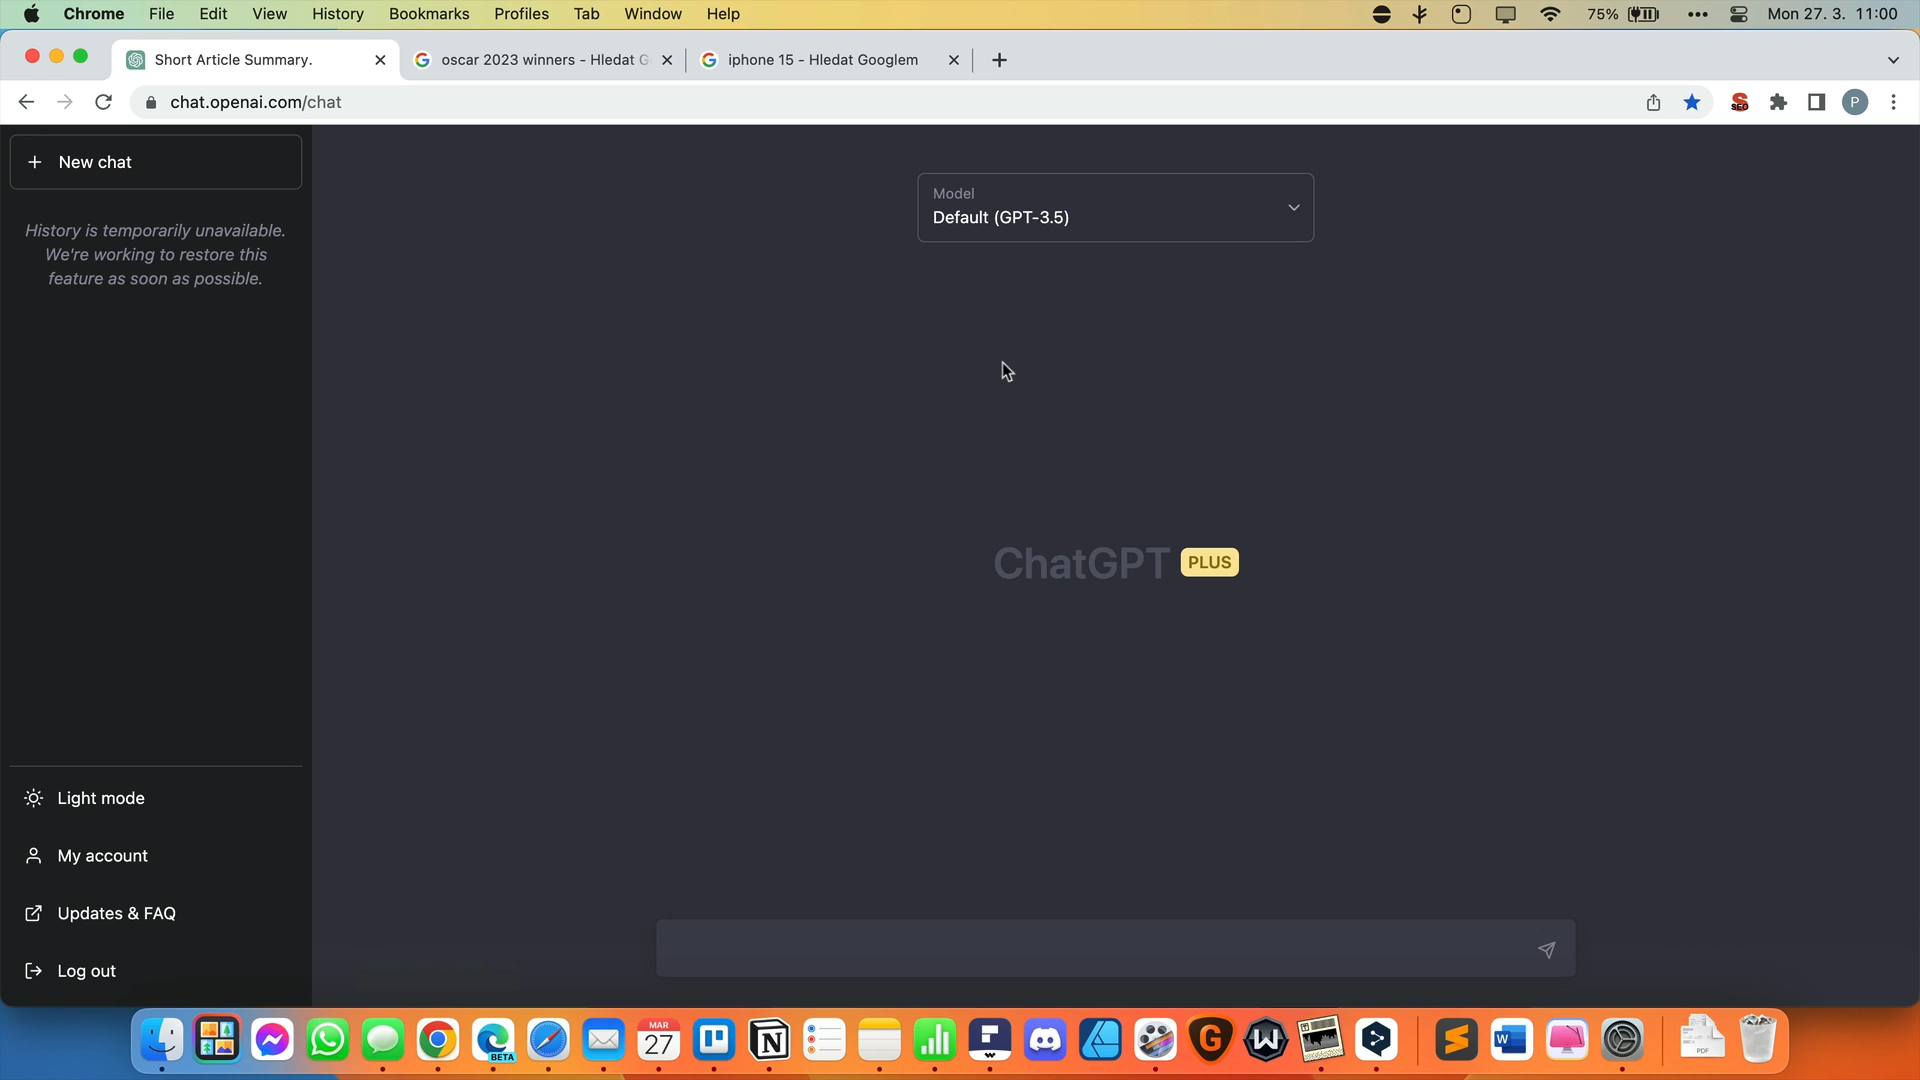 Chrome File Edit View History Bookmarks Profiles Tab Window Help 75% Mon 27. 3. 11:00
Short Article Summary. oscar 2023 winners - Hledat G iphone 15 - Hledat Googlem
chat.openai.com/chat SEO P
New chat
Model
Default (GPT-3.5)
History is temporarily unavailable.
We're working to restore this
feature as soon as possible.
ChatGPT PLUS
Light mode
My account
Updates & FAQ
Log out
MAR
27
BETA
W
PDF